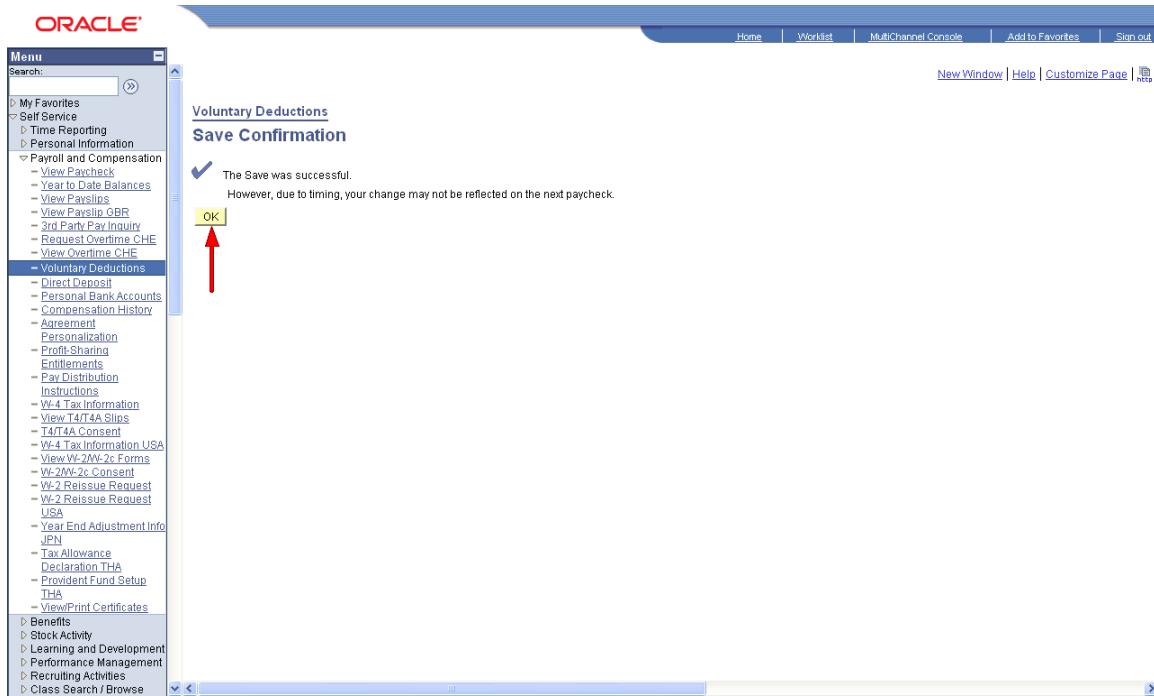 ORACLE'
Home | Worklist | MultiChannel Console | Add to Favorites | Sign out
Menu
Search:
My Favorites
Self Service
Time Reporting
Personal Information
Payroll and Compensation
View Paycheck
Year to Date Balances
View Payslips
View Payslip GBR
3rd Party Pay Inquiry
Request Overtime CHE
View Overtime CHE
Voluntary Deductions
Direct Deposit
Personal Bank Accounts
Compensation History
Agreement
Personalization
Profit-Sharing
Entitlements
Pay Distribution
Instructions
W-4 Tax Information
View T4/T4A Slips
T4/T4A Consent
W-4 Tax Information USA
View W-2/W-2c Forms
W-2/W-2c Consent
W-2 Reissue Request
W-2 Reissue Request
USA
Year End Adjustment Info
JPN
Tax Allowance
Declaration THA
Provident Fund Setup
THA
View/Print Certificates
Benefits
Stock Activity
Learning and Development
Performance Management
Recruiting Activities
Class Search / Browse
New Window | Help | Customize Page | http
Voluntary Deductions
Save Confirmation
The Save was successful.
However, due to timing, your change may not be reflected on the next paycheck.
OK